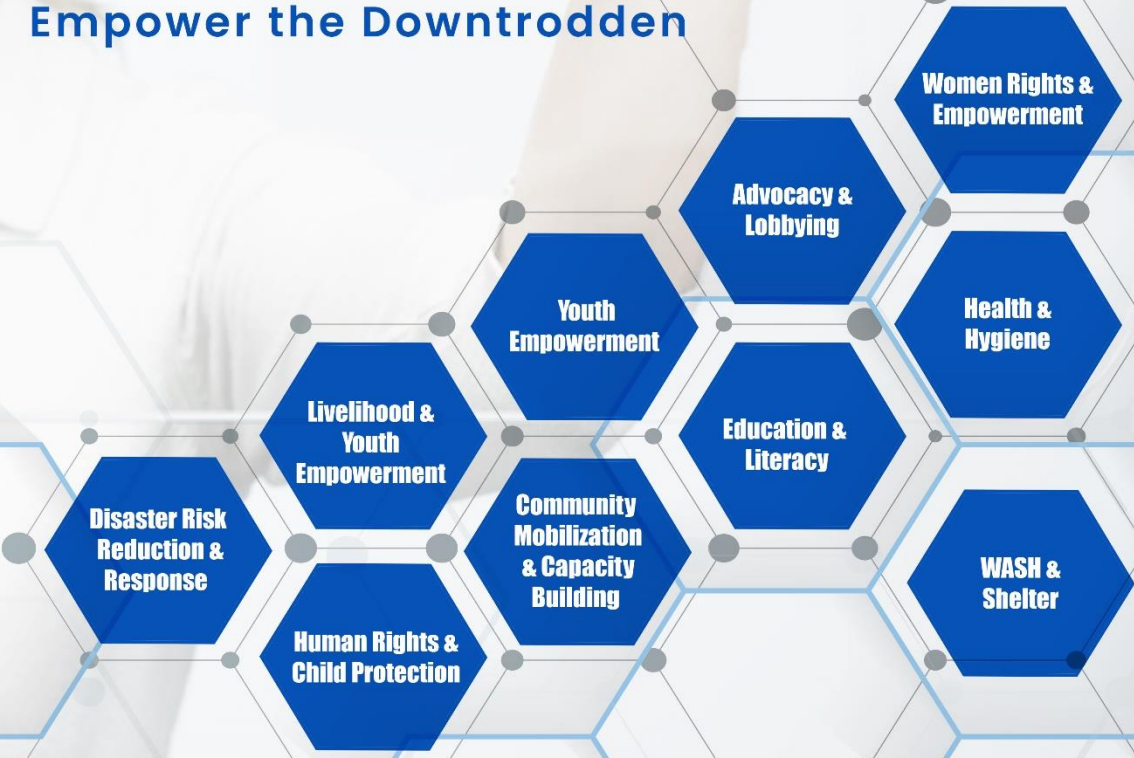 Empower the Downtrodden
Women Rights &
Empowerment
Advocacy &
Lobbying
Youth
Empowerment
Health &
Hygiene
Livelihood &
Youth
Empowerment
Education &
Literacy
Disaster Risk
Reduction &
Response
Community
Mobilization
& Capacity
Building
WASH &
Shelter
Human Rights &
Child Protection